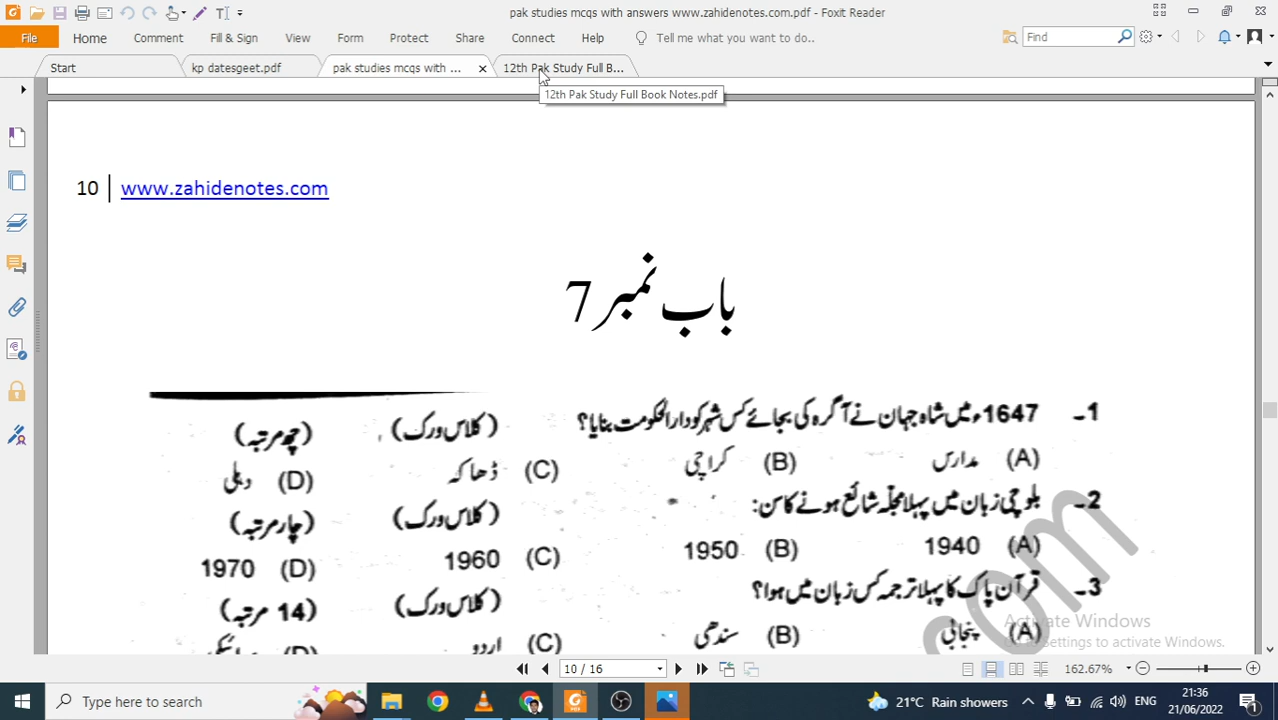 pak studies mcqs with answers www.zahidenotes.com.pdf - Foxit Reader
File Home Comment Fill & Sign View Form Protect Share Connect Help Tell me what you want to do.. Find
Start kp datesgeet.pdf pak studies mcqs with ... 12th Pak Study Full B...
12th Pak Study Full Book Notes.pdf
10 www.zahidenotes.com
باب نمبر 7
1۔ 1647ء میں شاہ جہان نے آگرہ کی بجائے کس شہر کو دارالحکومت بنایا؟ (کلاس ورک) (چھ مرتبہ)
(A) مدارس (B) کراچی (C) ڈھاکہ (D) دہلی
2۔ بلوچی زبان میں پہلا مجلّہ شائع ہونے کا سن: (کلاس ورک) (چار مرتبہ)
(A) 1940 (B) 1950 (C) 1960 (D) 1970
3۔ قرآن پاک کا پہلا ترجمہ کس زبان میں ہوا؟ (کلاس ورک) (14 مرتبہ)
(A) پنجابی (B) سندھی (C) اردو (D)
com
Activate Windows
Go to Settings to activate Windows.
10 / 16 162.67%
Type here to search 21°C Rain showers ENG 21:36
21/06/2022 1